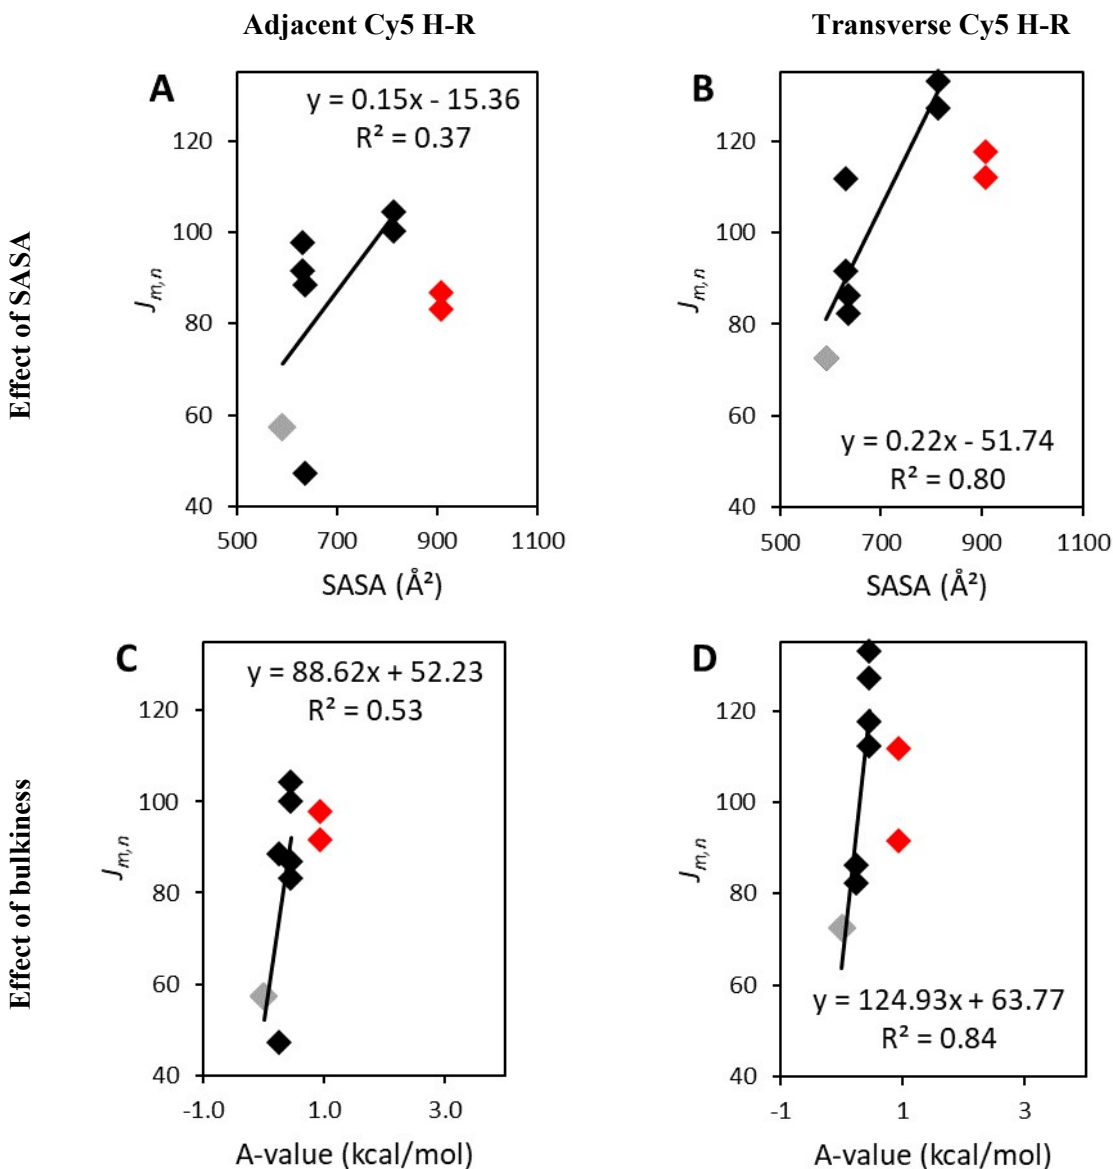 Adjacent Cy5 H-R
Transverse Cy5 H-R
Effect of SASA
A
y = 0.15x - 15.36
R² = 0.37
J m,n
120
100
80
60
40
500 700 900 1100
SASA (Å²)
B
y = 0.22x - 51.74
R² = 0.80
J m,n
120
100
80
60
40
500 700 900 1100
SASA (Å²)
Effect of bulkiness
C
y = 88.62x + 52.23
R² = 0.53
J m,n
120
100
80
60
40
-1.0 1.0 3.0
A-value (kcal/mol)
D
y = 124.93x + 63.77
R² = 0.84
J m,n
120
100
80
60
40
-1 1 3
A-value (kcal/mol)